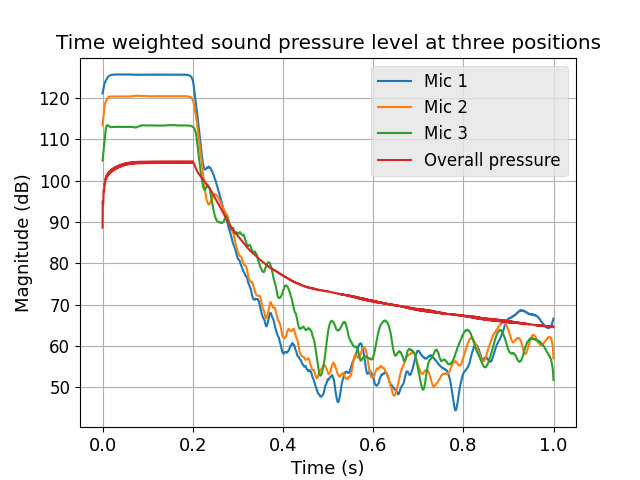 Time weighted sound pressure level at three positions
Mic 1
Mic 2
Mic 3
Overall pressure
Magnitude (dB)
120
110
100
90
80
70
60
50
0.0 0.2 0.4 0.6 0.8 1.0
Time (s)